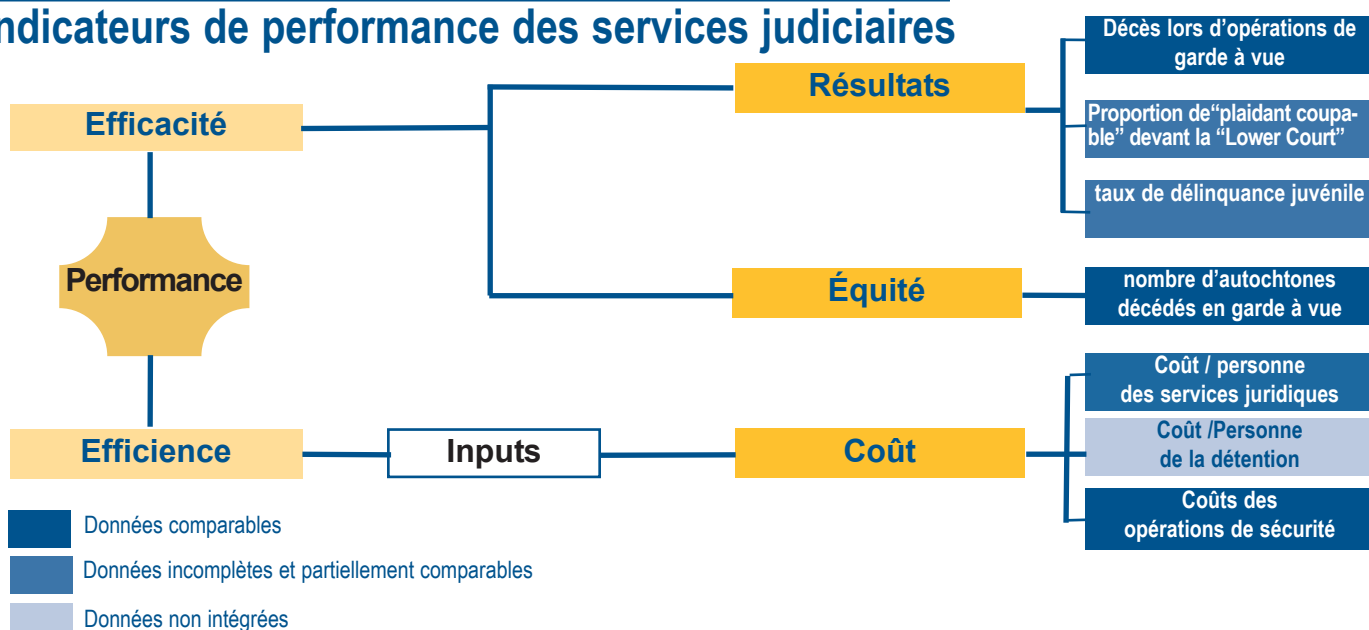 ndicateurs de performance des services judiciaires
Efficacité
Performance
Efficience
Inputs
Résultats
Équité
Coût
Décès lors d’opérations de
garde à vue
Proportion de“plaidant coupa-
ble” devant la “Lower Court”
taux de délinquance juvénile
nombre d’autochtones
décédés en garde à vue
Coût / personne
des services juridiques
Coût /Personne
de la détention
Coûts des
opérations de sécurité
Données comparables
Données incomplètes et partiellement comparables
Données non intégrées